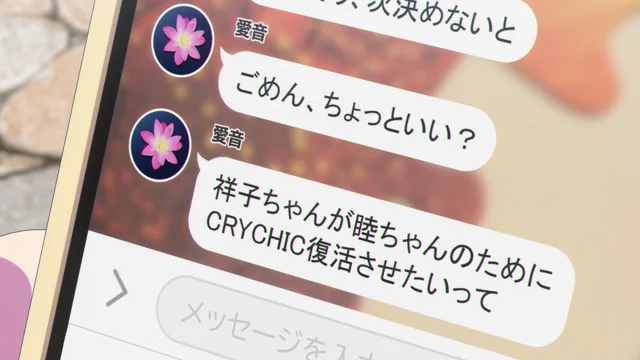 、次決めないと
愛音
ごめん、ちょっといい？
愛音
祥子ちゃんが睦ちゃんのために
CRYCHIC復活させたいって
メッセージを入